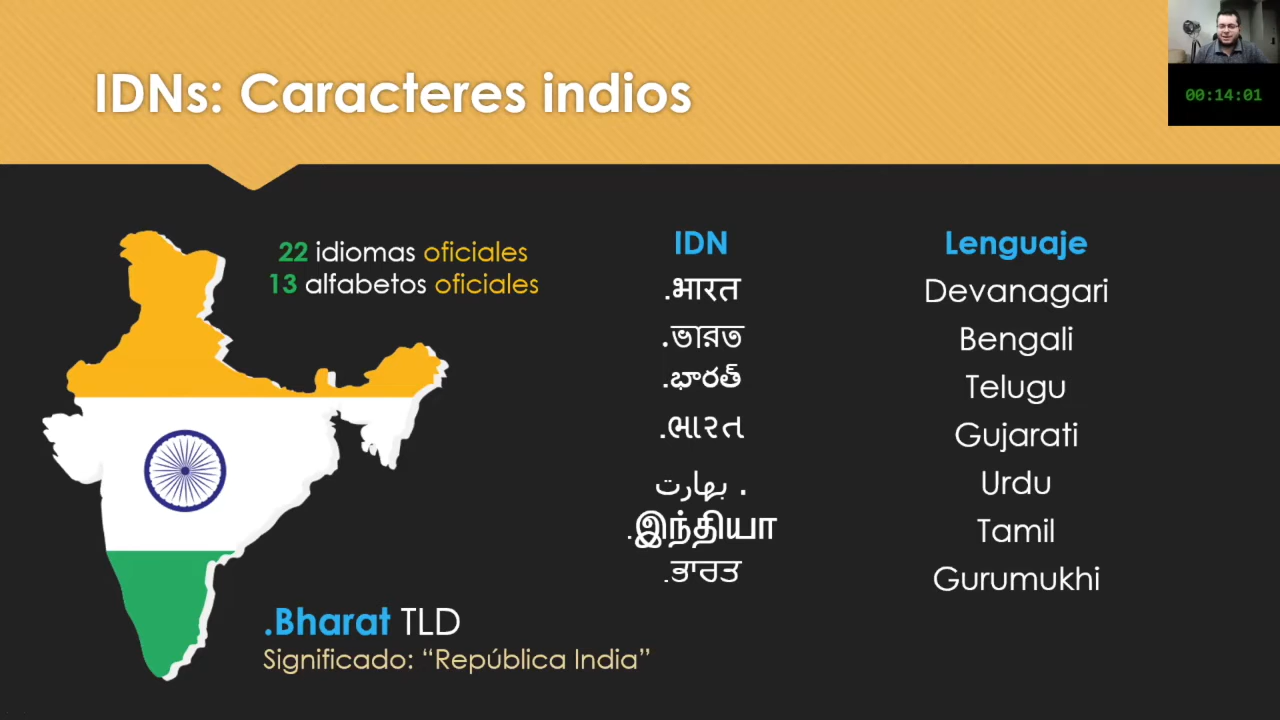 IDNs: Caracteres indios
00:14:01
22 idiomas oficiales
13 alfabetos oficiales
IDN Lenguaje
.भारत Devanagari
.ভারত Bengali
.భారత్ Telugu
.ભારત Gujarati
. بھارت Urdu
.இந்தியா Tamil
.ਭਾਰਤ Gurumukhi
.Bharat TLD
Significado: “República India”